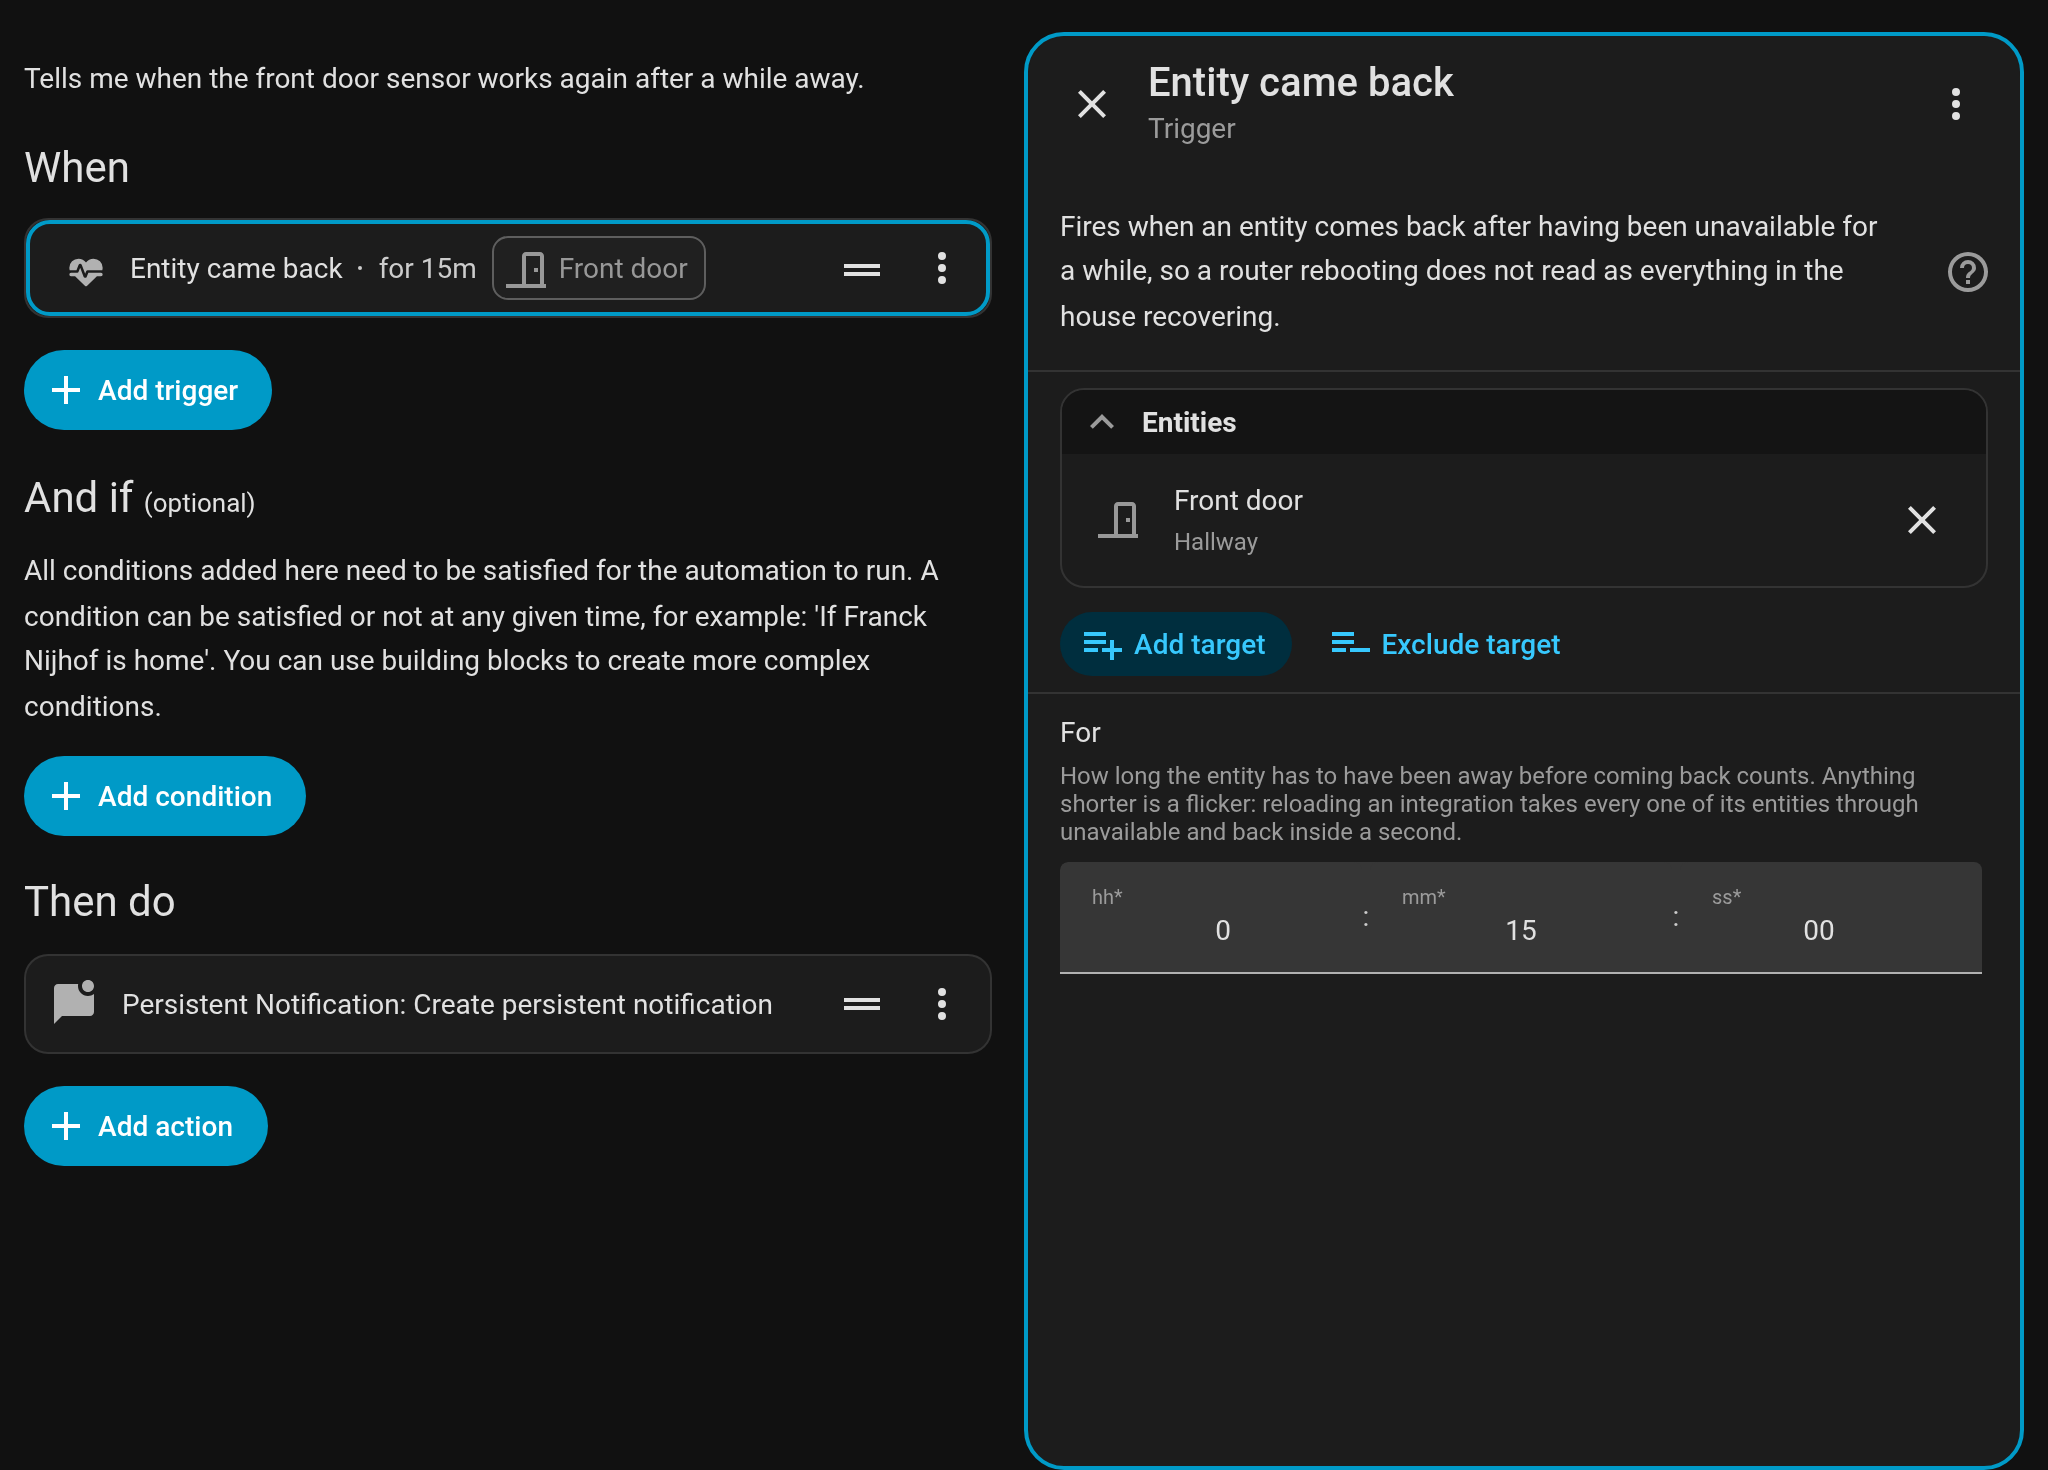 Tells me when the front door sensor works again after a while away.
When
Entity came back · for 15m Front door
Add trigger
And if (optional)
All conditions added here need to be satisfied for the automation to run. A
condition can be satisfied or not at any given time, for example: 'If Franck
Nijhof is home'. You can use building blocks to create more complex
conditions.
Add condition
Then do
Persistent Notification: Create persistent notification
Add action
Entity came back
Trigger
Fires when an entity comes back after having been unavailable for
a while, so a router rebooting does not read as everything in the
house recovering.
Entities
Front door
Hallway
Add target Exclude target
For
How long the entity has to have been away before coming back counts. Anything
shorter is a flicker: reloading an integration takes every one of its entities through
unavailable and back inside a second.
hh* mm* ss*
0 : 15 : 00